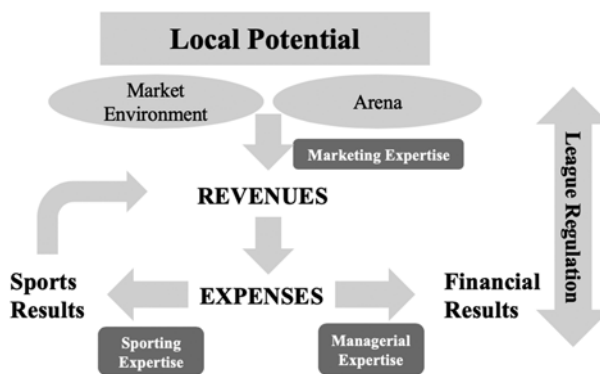 Local Potential
Market
Environment
Arena
Marketing Expertise
REVENUES
League Regulation
Sports
Results
EXPENSES
Financial
Results
Sporting
Expertise
Managerial
Expertise